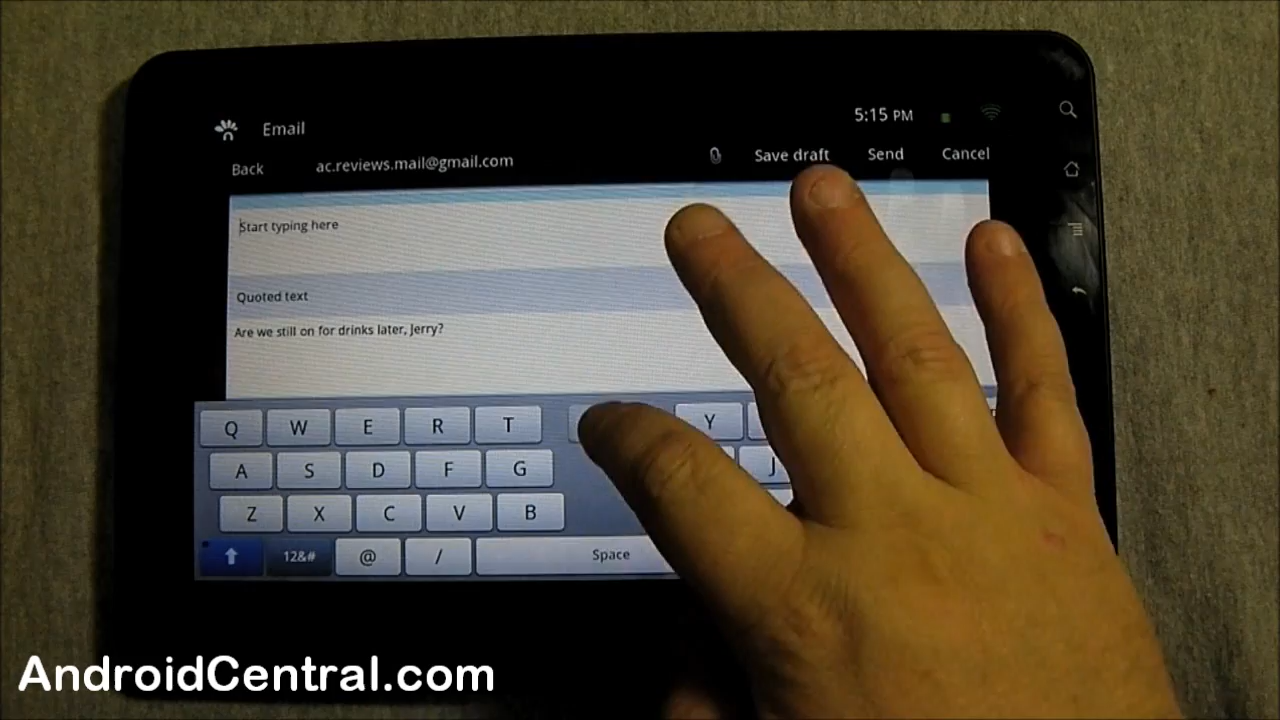 Email
5:15 PM
Back
ac.reviews.mail@gmail.com
Save draft
Send
Cancel
Start typing here
Quoted text
Are we still on for drinks later, Jerry?
Q W E R T Y
A S D F G J
Z X C V B
12&# @ / Space
AndroidCentral.com